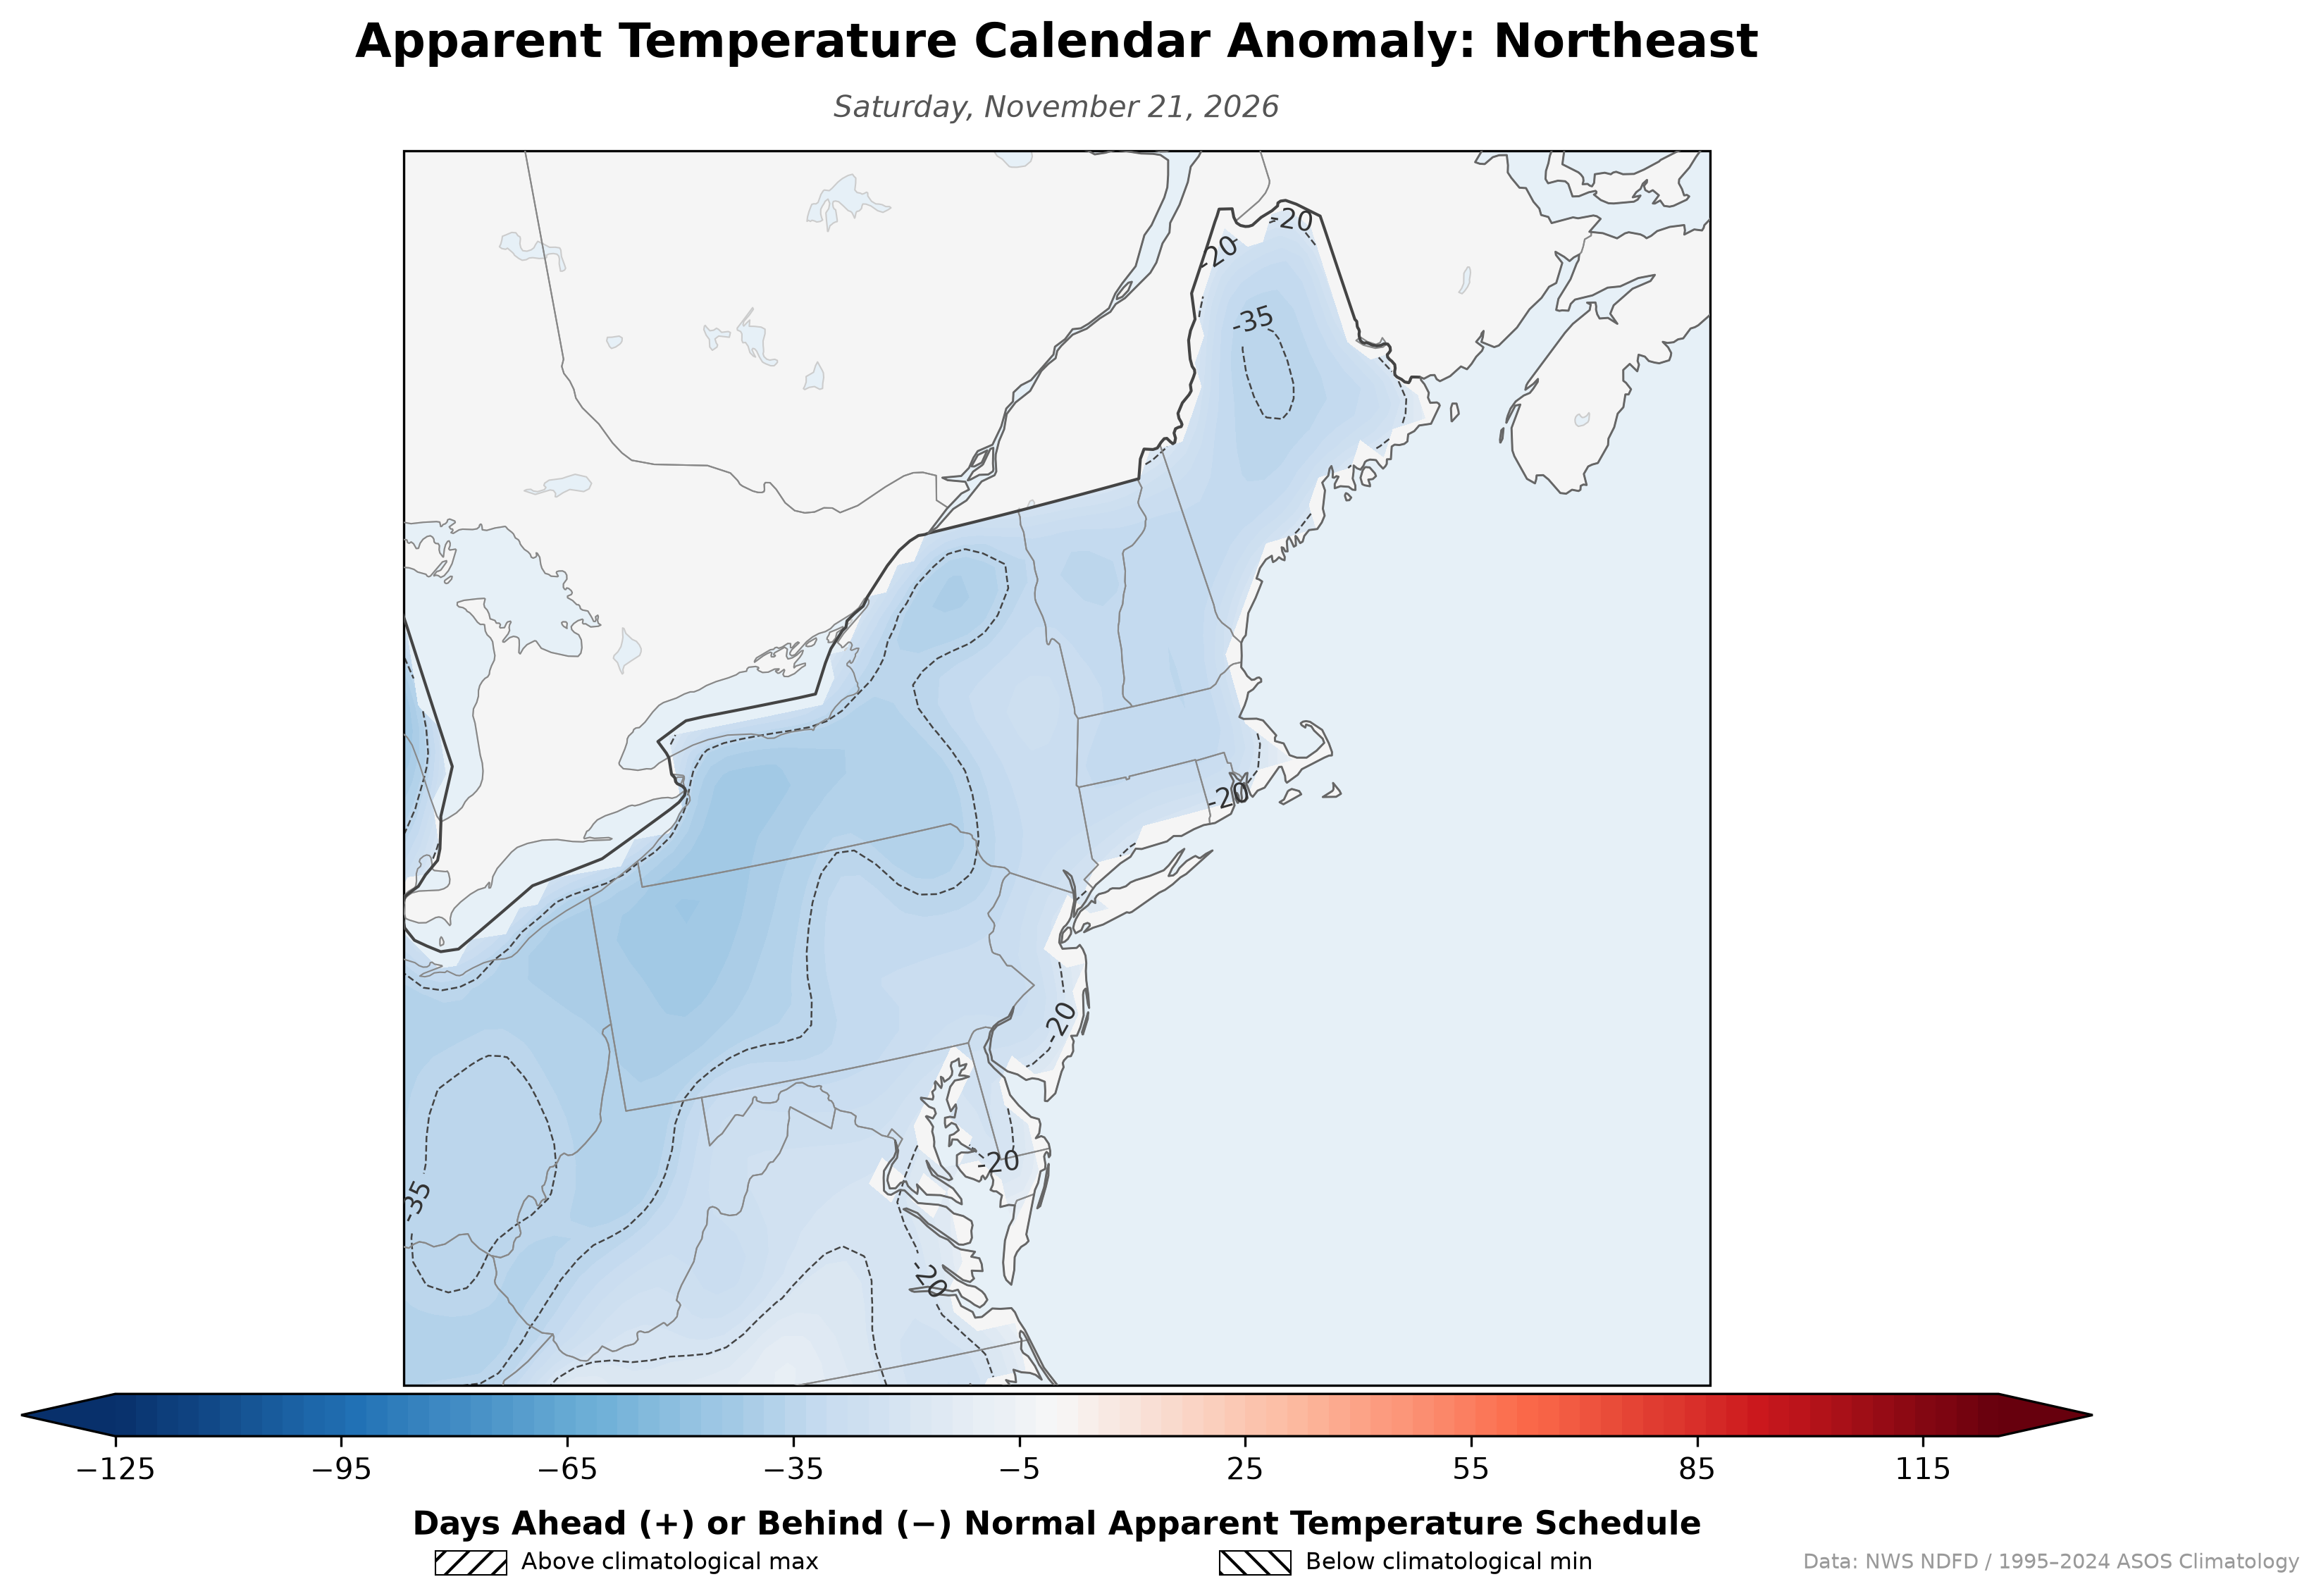 Apparent Temperature Calendar Anomaly: Northeast
Saturday, November 21, 2026
-20
-20
-35
-20
-20
-20
-35
-20
−125 −95 −65 −35 −5 25 55 85 115
Days Ahead (+) or Behind (−) Normal Apparent Temperature Schedule
Above climatological max Below climatological min Data: NWS NDFD / 1995–2024 ASOS Climatology